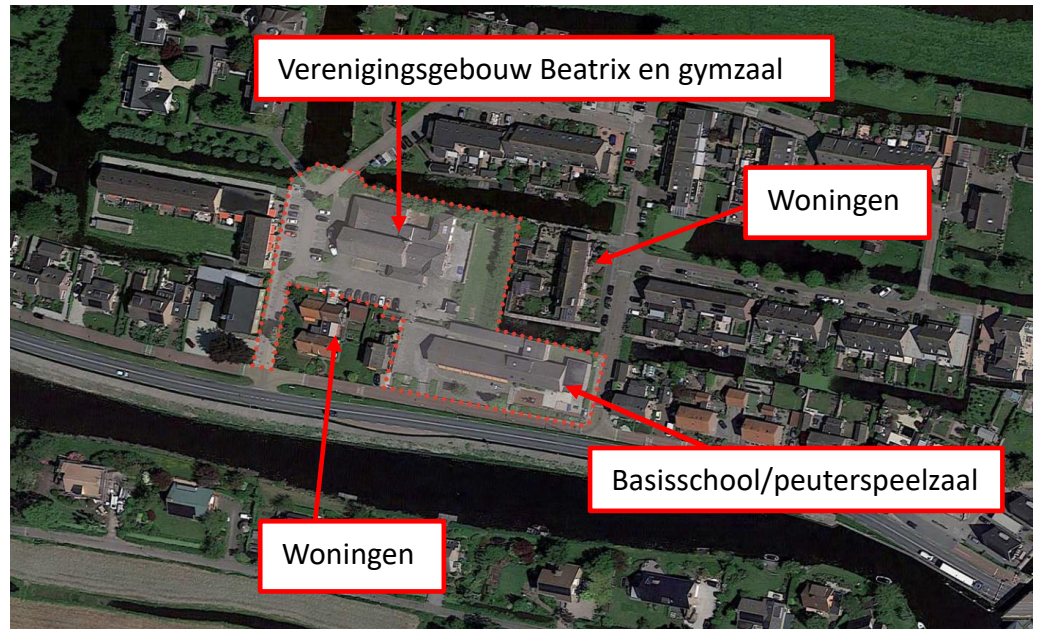 Verenigingsgebouw Beatrix en gymzaal
Woningen
Basisschool/peuterspeelzaal
Woningen